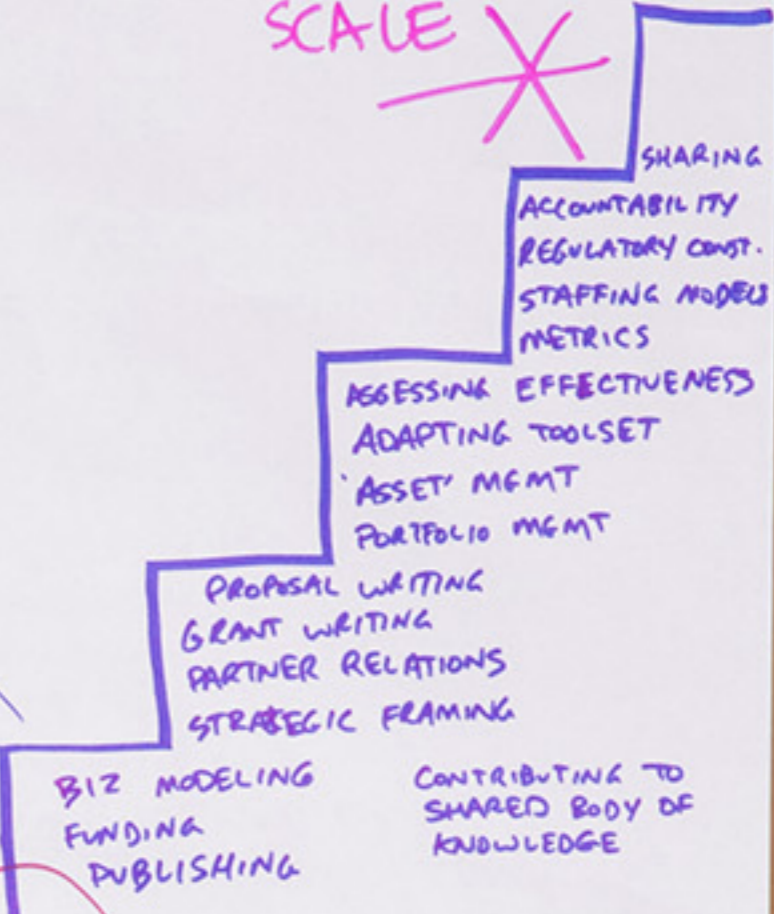 SCALE
SHARING
ACCOUNTABILITY
REGULATORY CONST.
STAFFING MODELS
METRICS
ASSESSING EFFECTIVENESS
ADAPTING TOOLSET
'ASSET' MGMT
PORTFOLIO MGMT
PROPOSAL WRITING
GRANT WRITING
PARTNER RELATIONS
STRATEGIC FRAMING
BIZ MODELING
FUNDING
PUBLISHING
CONTRIBUTING TO
SHARED BODY OF
KNOWLEDGE